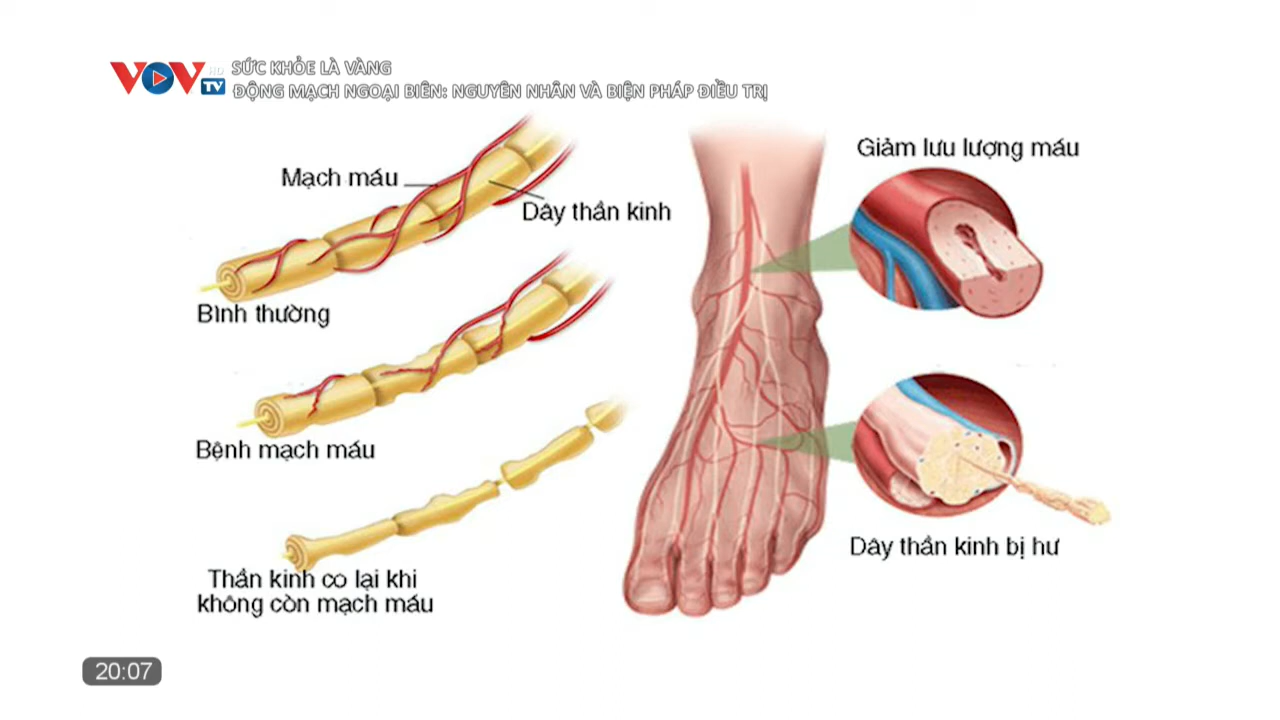 VOV HD TV
SỨC KHỎE LÀ VÀNG
ĐỘNG MẠCH NGOẠI BIÊN: NGUYÊN NHÂN VÀ BIỆN PHÁP ĐIỀU TRỊ
Mạch máu
Dây thần kinh
Bình thường
Bệnh mạch máu
Thần kinh co lại khi
không còn mạch máu
Giảm lưu lượng máu
Dây thần kinh bị hư
20:07